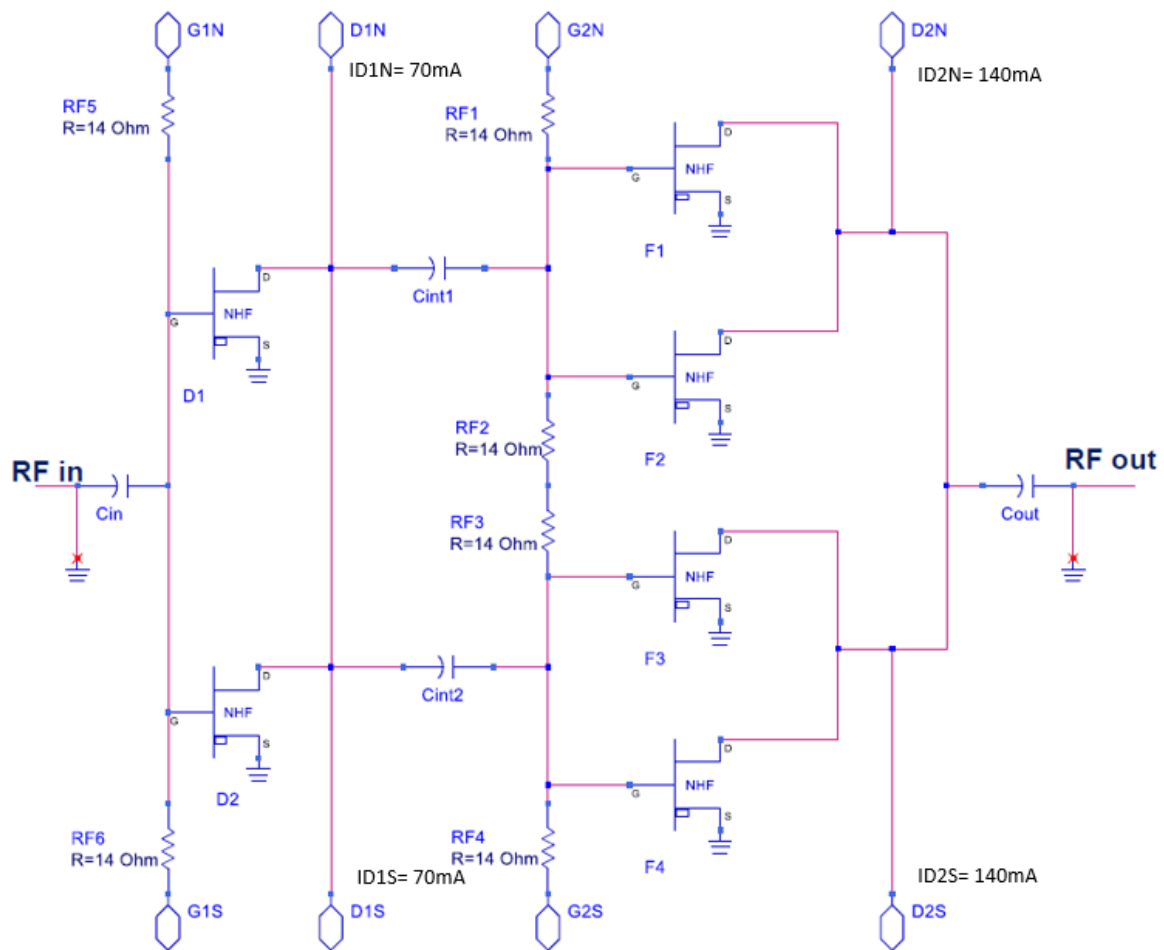 G1N
D1N
G2N
D2N
ID1N= 70mA
ID2N= 140mA
RF5
R=14 Ohm
RF1
R=14 Ohm
D
NHF
G
S
F1
D
NHF
G
S
D1
Cint1
D
NHF
G
S
F2
RF2
R=14 Ohm
RF in
Cin
RF out
Cout
RF3
R=14 Ohm
D
NHF
G
S
F3
D
NHF
G
S
D2
Cint2
D
NHF
G
S
F4
RF6
R=14 Ohm
RF4
R=14 Ohm
ID1S= 70mA
ID2S= 140mA
G1S
D1S
G2S
D2S